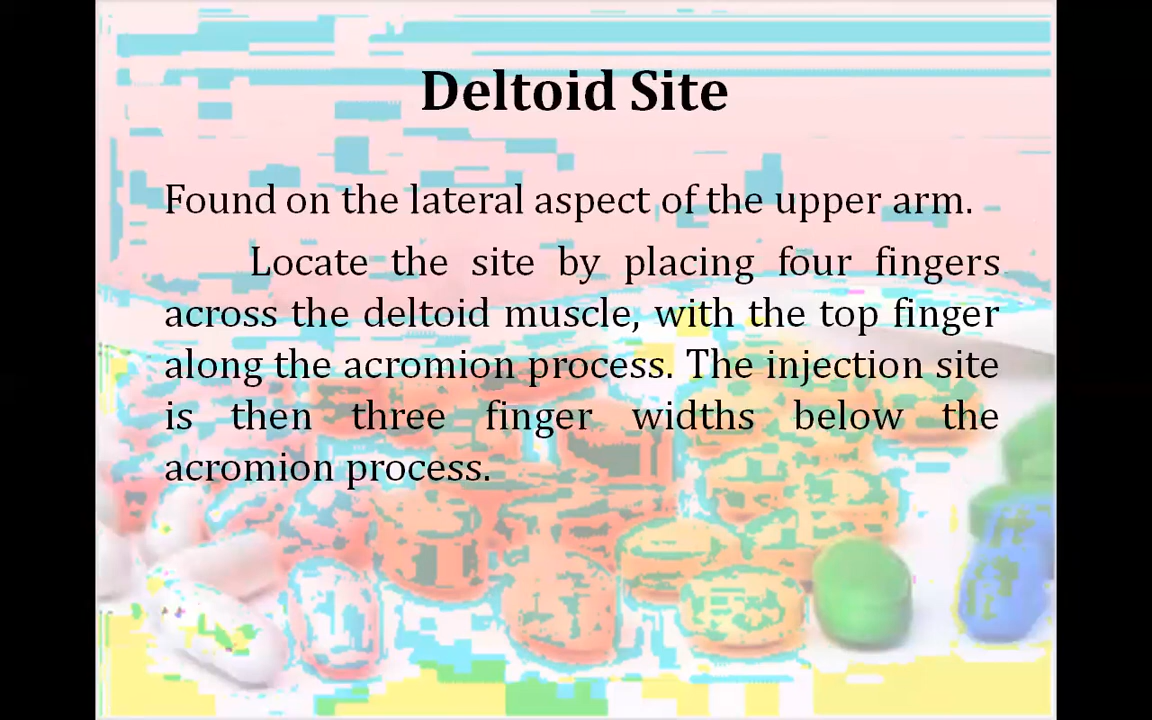 Deltoid Site
Found on the lateral aspect of the upper arm.
Locate the site by placing four fingers
across the deltoid muscle, with the top finger
along the acromion process. The injection site
is then three finger widths below the
acromion process.